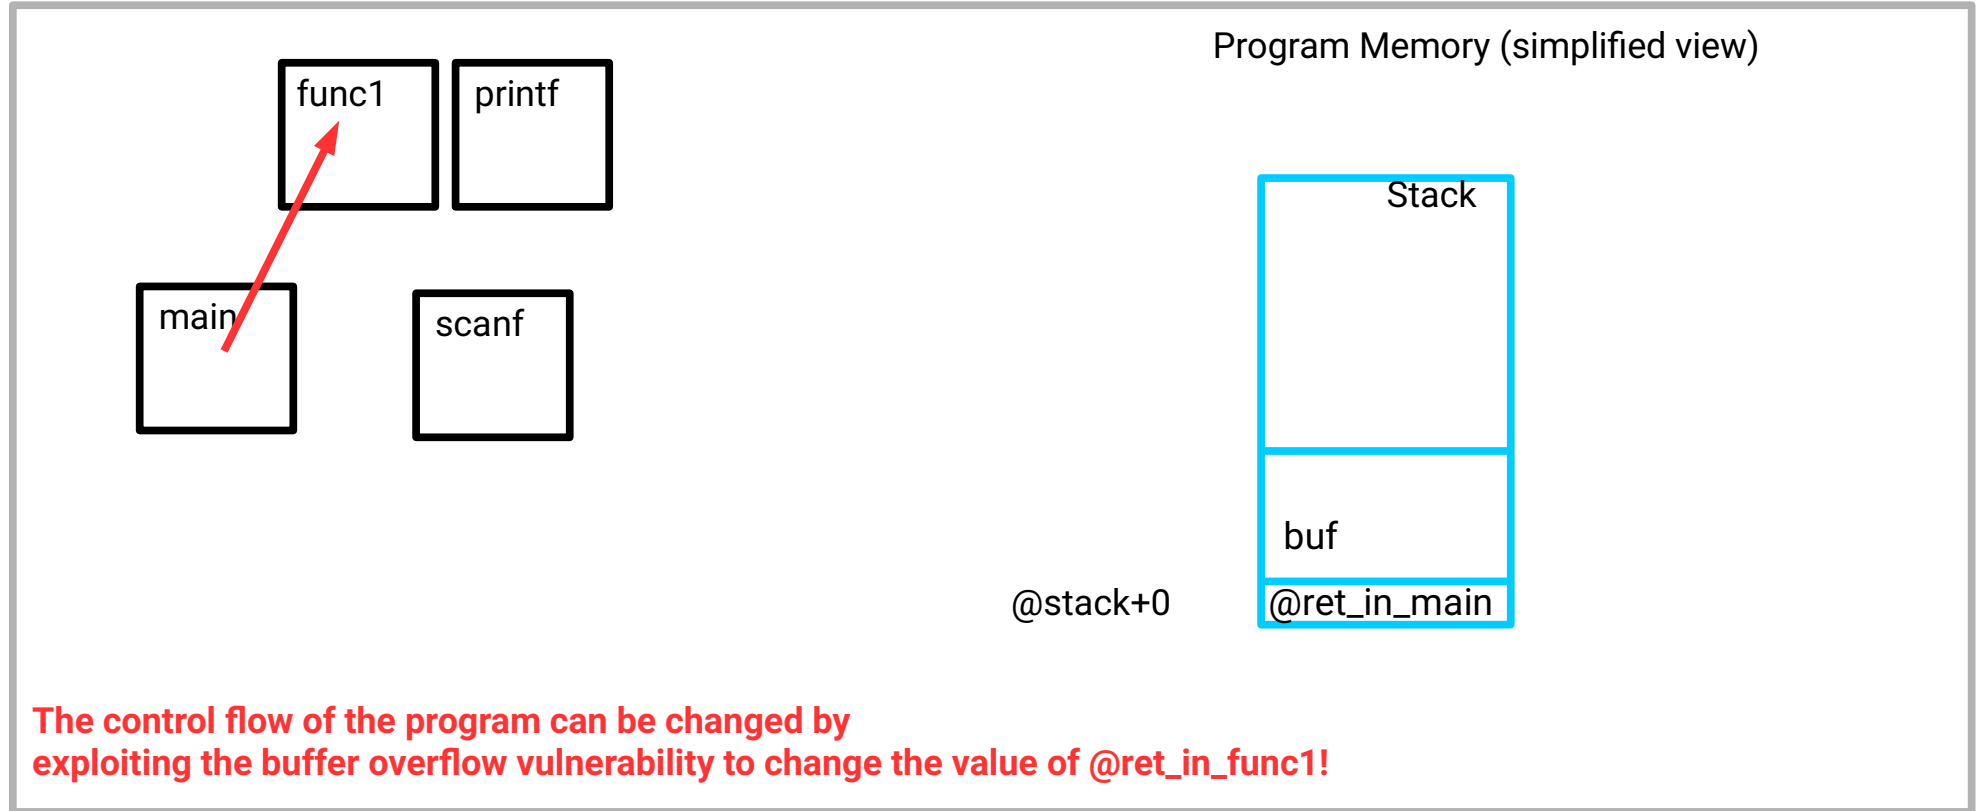 Program Memory (simplified view)
func1
printf
Stack
main
scanf
buf
@stack+0
@ret_in_main
The control flow of the program can be changed by
exploiting the buffer overflow vulnerability to change the value of @ret_in_func1!